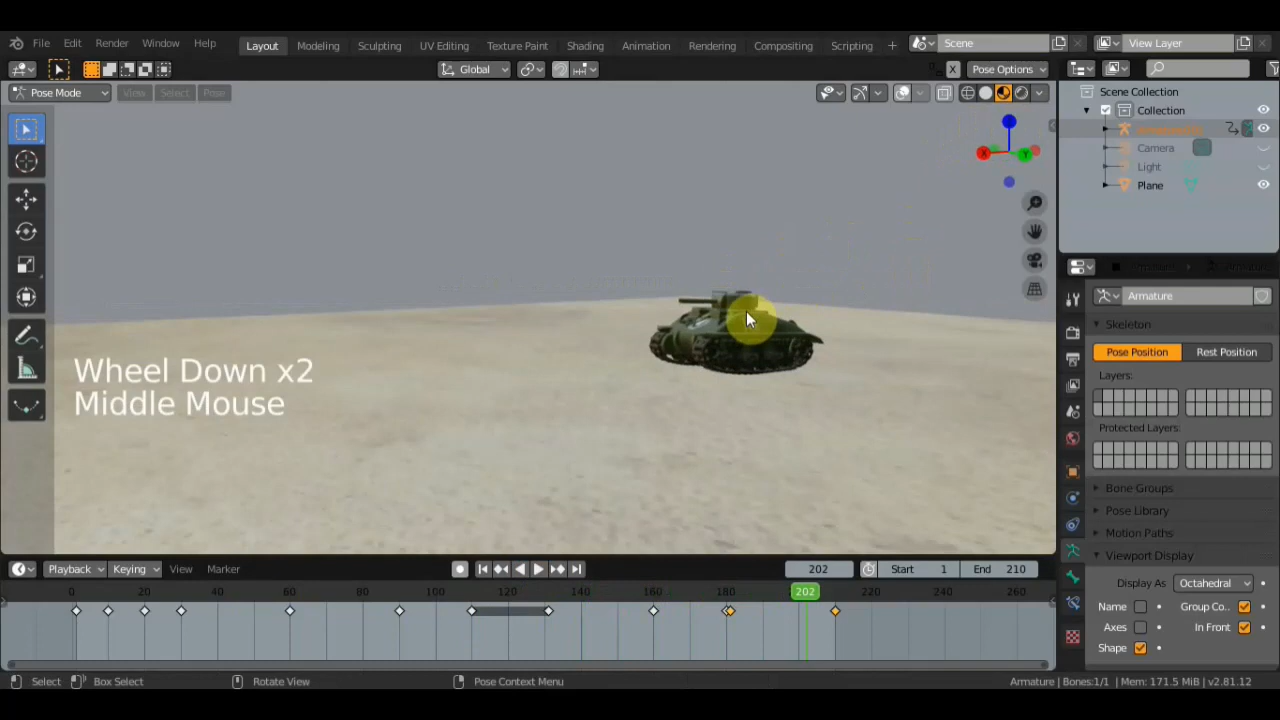 File Edit Render Window Help Layout Modeling Sculpting UV Editing Texture Paint Shading Animation Rendering Compositing Scripting + Scene View Layer
Global X Pose Options
Pose Mode View Select Pose
Scene Collection
Collection
Camera
Light
Plane
X Y
Armature
Skeleton
Pose Position Rest Position
Layers:
Protected Layers:
Bone Groups
Pose Library
Motion Paths
Viewport Display
Display As Octahedral
Name Group Co..
Axes In Front
Shape
Wheel Down x2
Middle Mouse
Playback Keying View Marker 202 Start 1 End 210
0 20 40 60 80 100 120 140 160 180 202 220 240 260
Select Box Select Rotate View Pose Context Menu Armature | Bones:1/1 | Mem: 171.5 MiB | v2.81.12